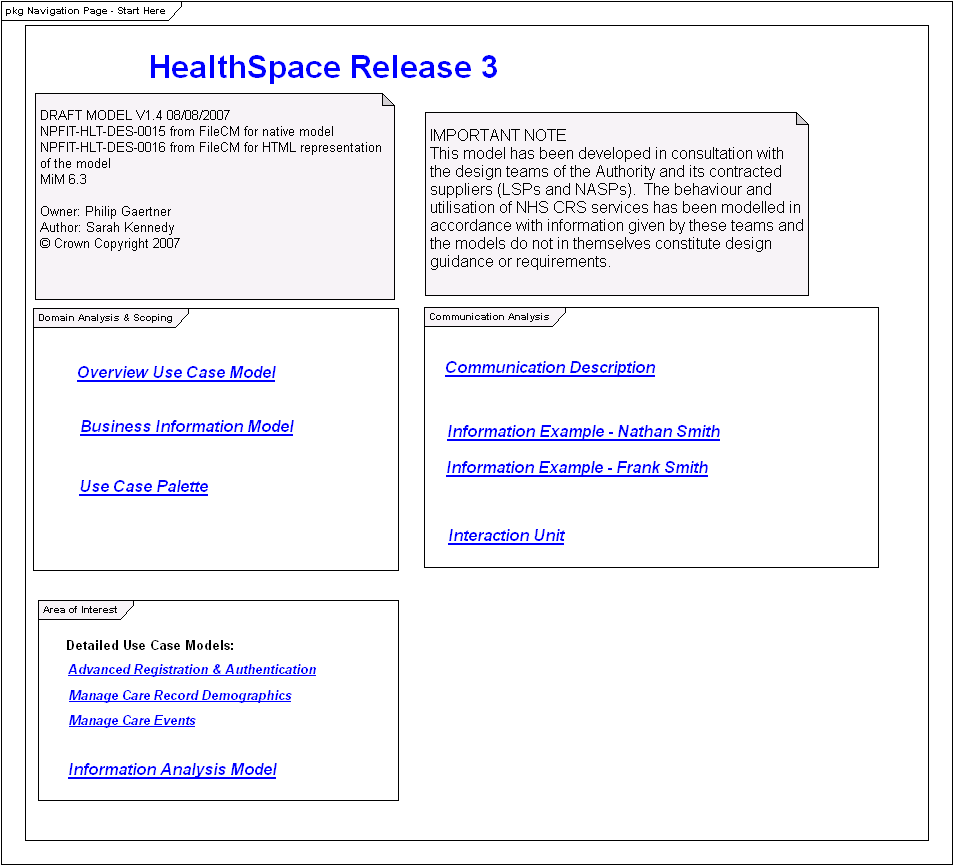 pkg Navigation Page - Start Here
HealthSpace Release 3
DRAFT MODEL V1.4 08/08/2007
NPFIT-HLT-DES-0015 from FileCM for native model
NPFIT-HLT-DES-0016 from FileCM for HTML representation
of the model
MiM 6.3
Owner: Philip Gaertner
Author: Sarah Kennedy
© Crown Copyright 2007
IMPORTANT NOTE
This model has been developed in consultation with
the design teams of the Authority and its contracted
suppliers (LSPs and NASPs).  The behaviour and
utilisation of NHS CRS services has been modelled in
accordance with information given by these teams and
the models do not in themselves constitute design
guidance or requirements.
Domain Analysis & Scoping
Overview Use Case Model
Business Information Model
Use Case Palette
Communication Analysis
Communication Description
Information Example - Nathan Smith
Information Example - Frank Smith
Interaction Unit
Area of Interest
Detailed Use Case Models:
Advanced Registration & Authentication
Manage Care Record Demographics
Manage Care Events
Information Analysis Model